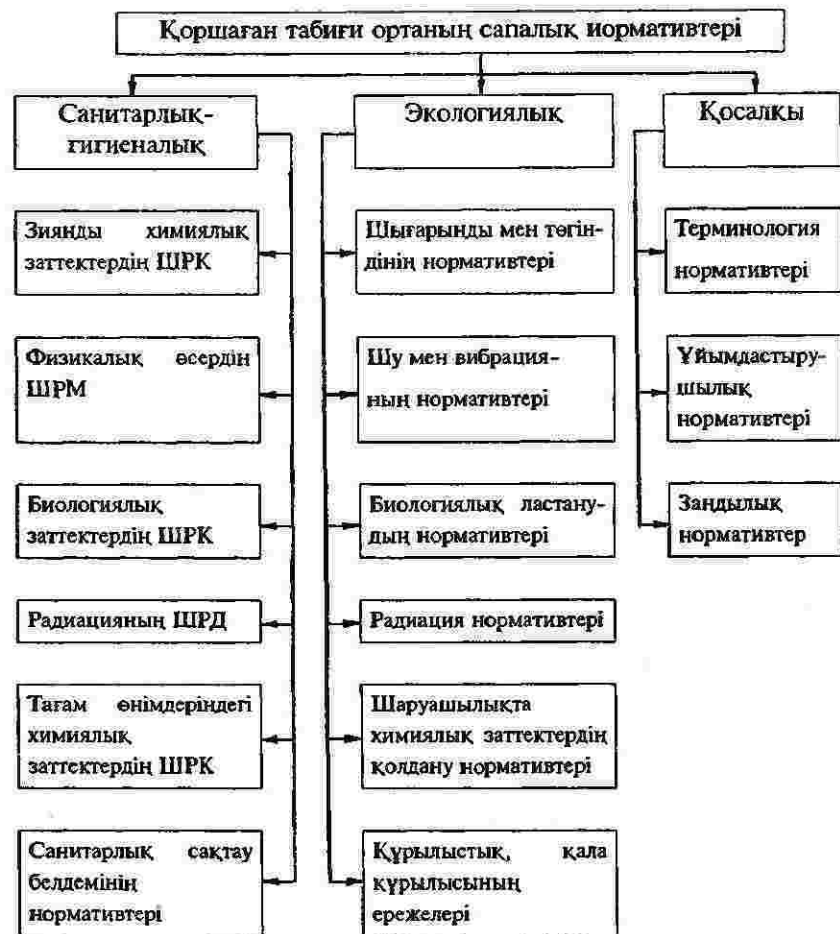 Қоршаған табиғи ортаның сапалық нормативтері
Санитарлық-
гигиеналық
Экологиялық
Қосалқы
Зиянды химиялық
заттектердің ШРК
Шығарынды мен төгін-
дінің нормативтері
Терминология
нормативтері
Физикалық әсердің
ШРМ
Шу мен вибрация-
ның нормативтері
Ұйымдастыру-
шылық
нормативтері
Биологиялық
заттектердің ШРК
Биологиялық ластану-
дың нормативтері
Заңдылық
нормативтер
Радиацияның ШРД
Радиация нормативтері
Тағам өнімдеріндегі
химиялық
заттектердің ШРК
Шаруашылықта
химиялық заттектердің
қолдану нормативтері
Санитарлық сақтау
белдемінің
нормативтері
Құрылыстық, қала
құрылысының
ережелері